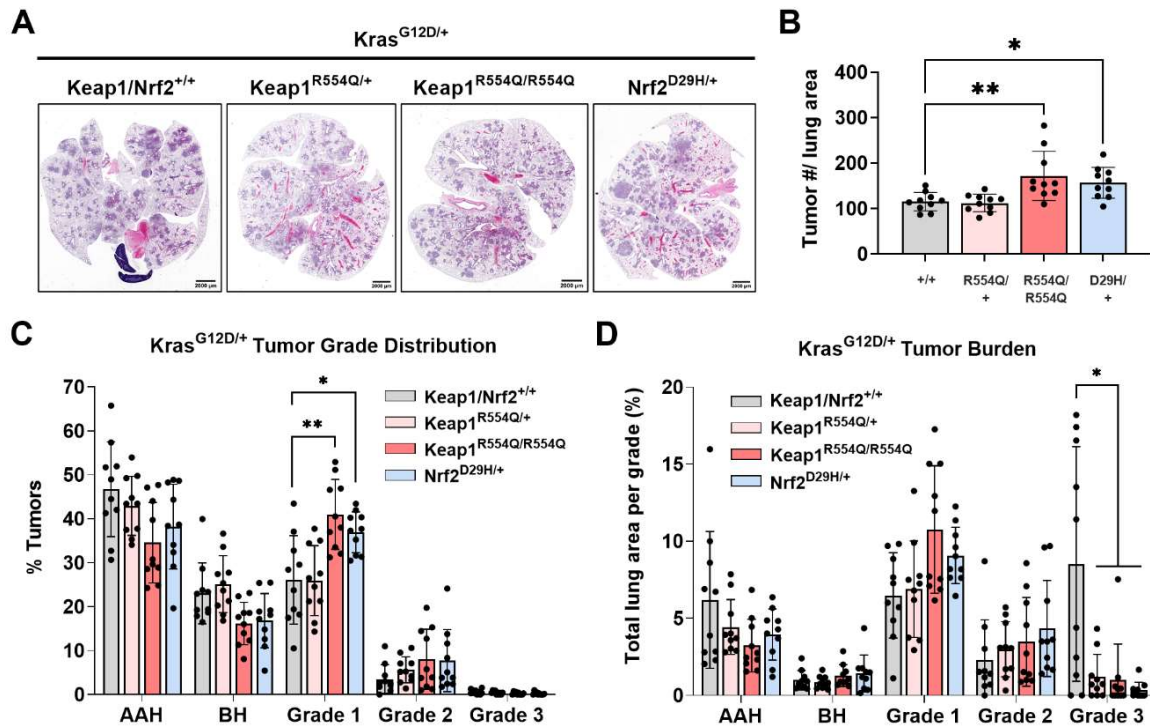 A
Kras^G12D/+
Keap1/Nrf2^+/+ Keap1^R554Q/+ Keap1^R554Q/R554Q Nrf2^D29H/+
2000 µm 2000 µm 2000 µm 2000 µm
B
Tumor #/ lung area
400
300
200
100
0
*
**
+/+ R554Q/+ R554Q/R554Q D29H/+
C
Kras^G12D/+ Tumor Grade Distribution
% Tumors
70
60
50
40
30
20
10
0
*
**
Keap1/Nrf2^+/+
Keap1^R554Q/+
Keap1^R554Q/R554Q
Nrf2^D29H/+
AAH BH Grade 1 Grade 2 Grade 3
D
Kras^G12D/+ Tumor Burden
Total lung area per grade (%)
20
15
10
5
0
Keap1/Nrf2^+/+
Keap1^R554Q/+
Keap1^R554Q/R554Q
Nrf2^D29H/+
*
AAH BH Grade 1 Grade 2 Grade 3